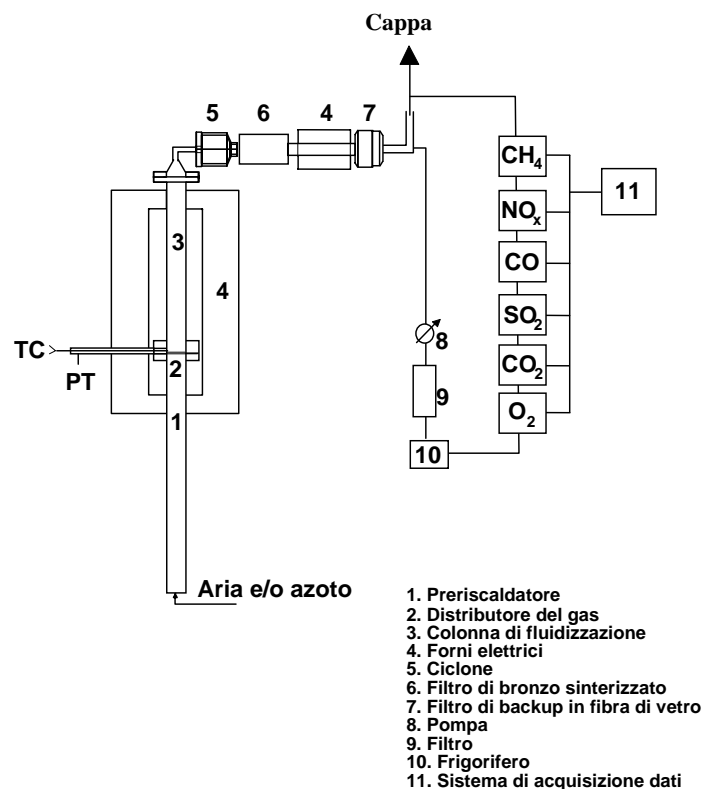 Cappa
5 6 4 7
CH4
NOx
11
3
CO
4
SO2
8
TC
PT
2
CO2
9
1
O2
10
Aria e/o azoto
1. Preriscaldatore
2. Distributore del gas
3. Colonna di fluidizzazione
4. Forni elettrici
5. Ciclone
6. Filtro di bronzo sinterizzato
7. Filtro di backup in fibra di vetro
8. Pompa
9. Filtro
10. Frigorifero
11. Sistema di acquisizione dati